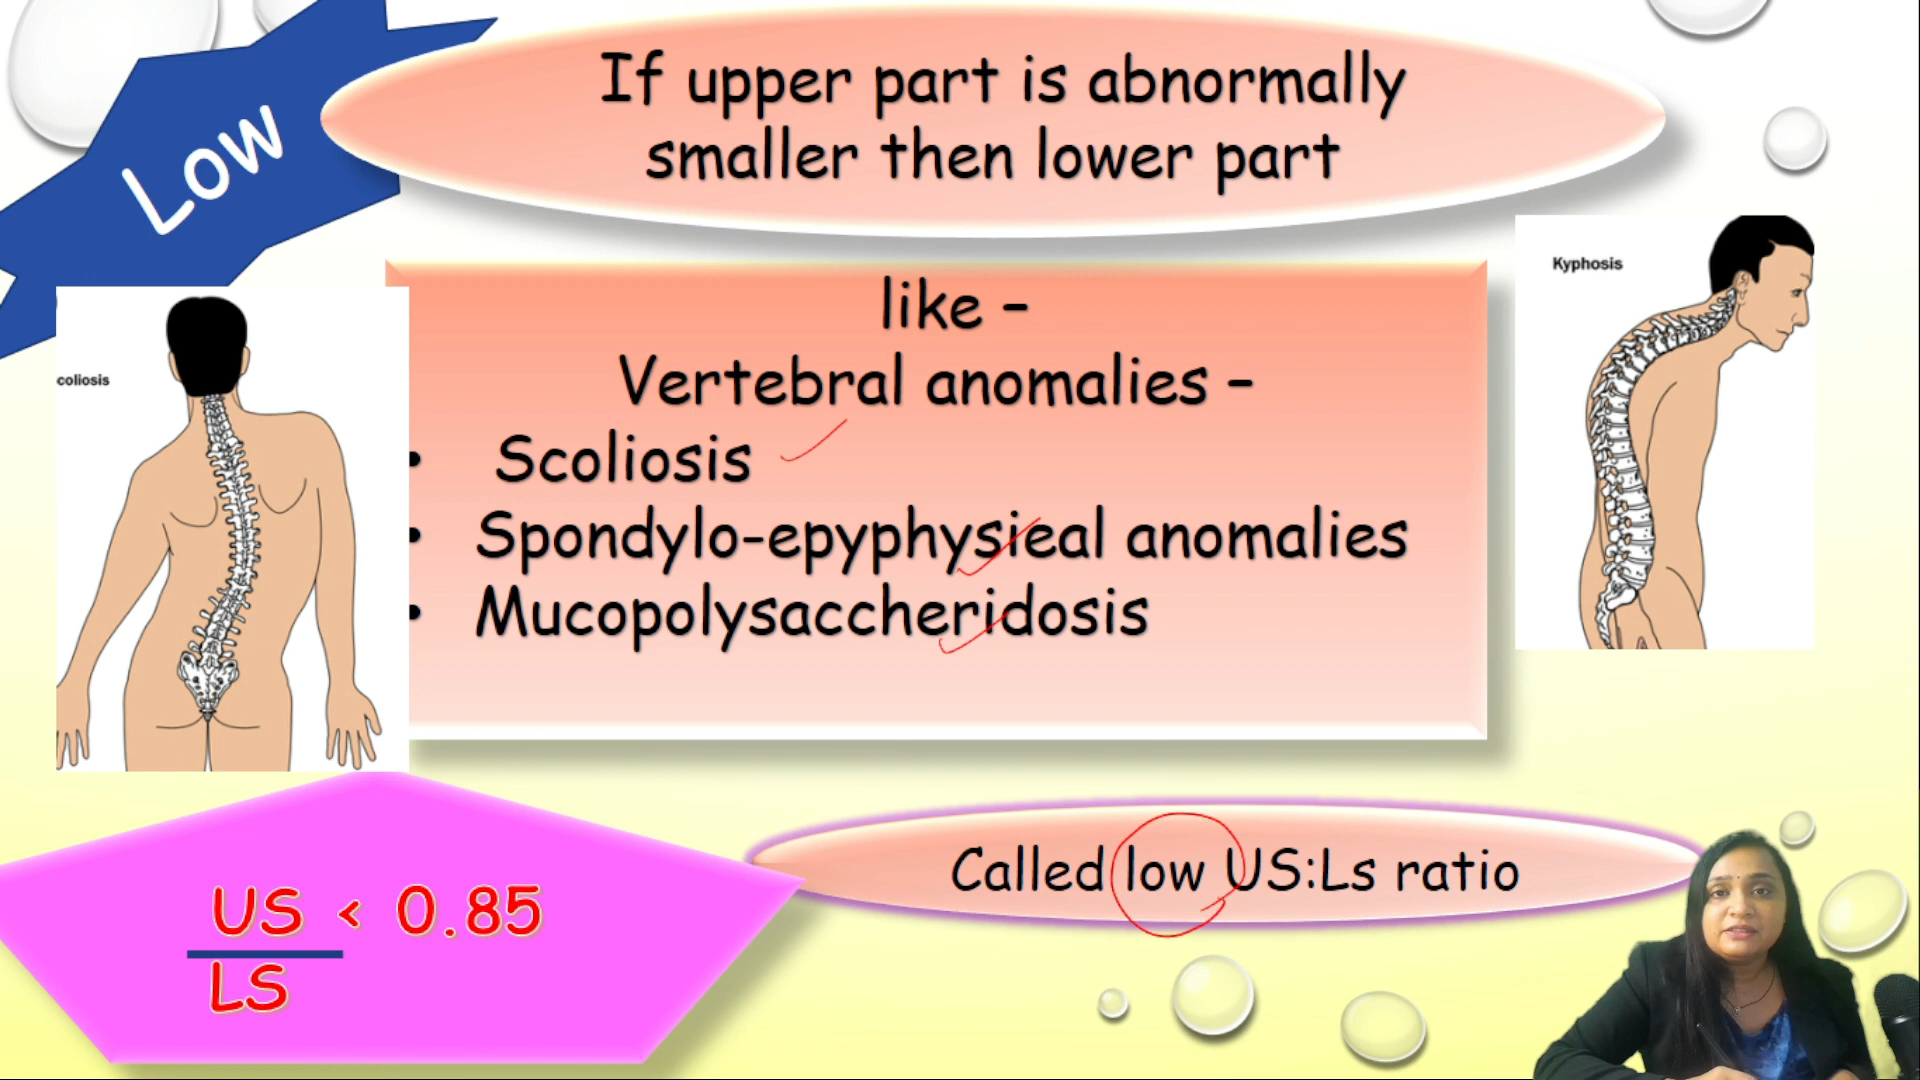 Low
If upper part is abnormally
smaller then lower part
Kyphosis
like –
Vertebral anomalies –
coliosis
• Scoliosis
• Spondylo-epyphysieal anomalies
• Mucopolysaccheridosis
US < 0.85
LS
Called low US:Ls ratio